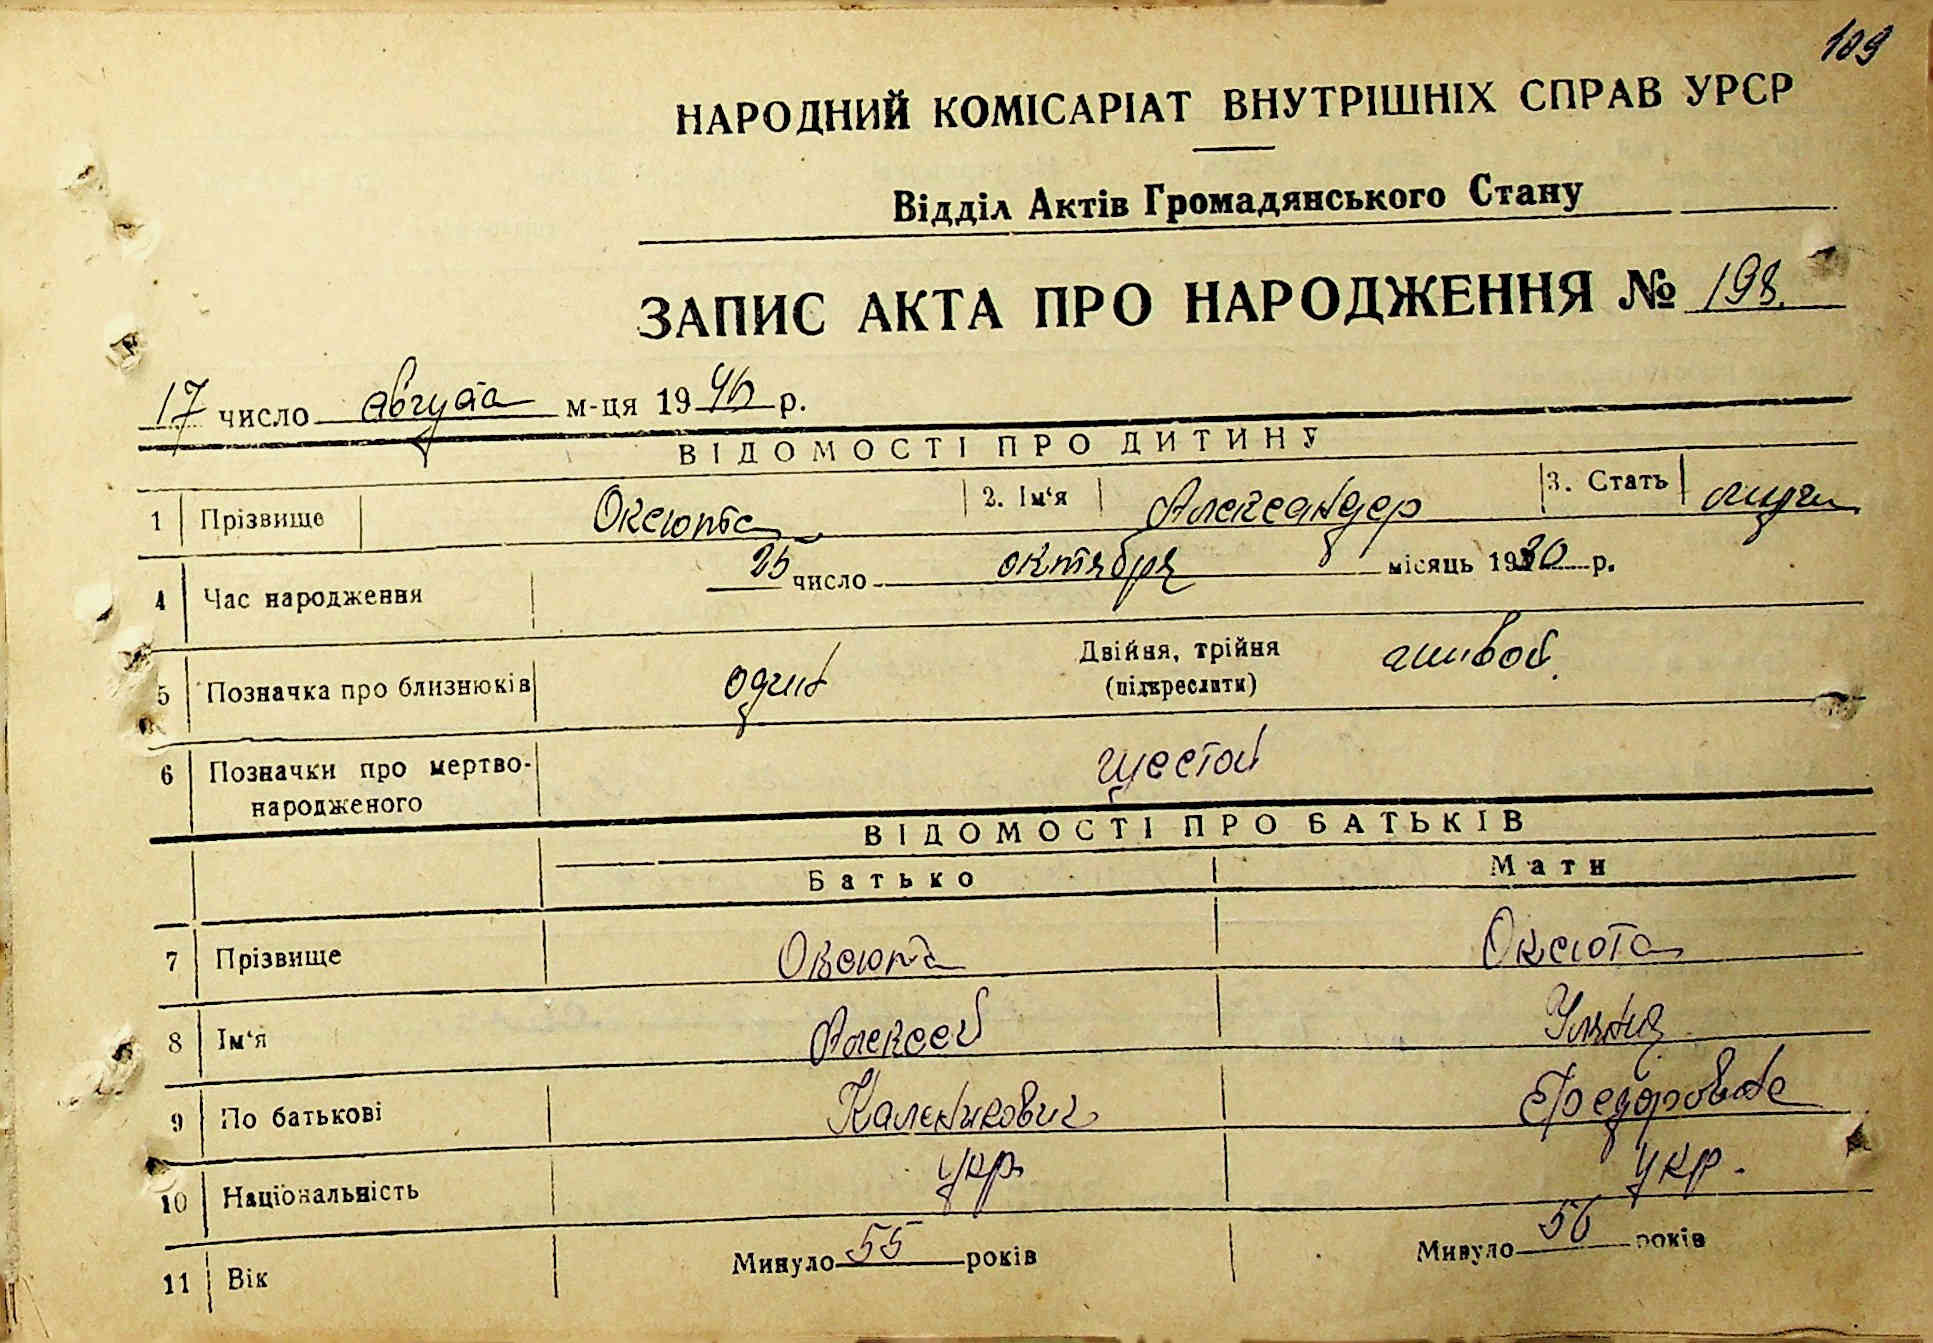 109
НАРОДНИЙ КОМІСАРІАТ ВНУТРІШНІХ СПРАВ УРСР
Відділ Актів Громадянського Стану
ЗАПИС АКТА ПРО НАРОДЖЕННЯ № 198.
17 число августа м-ця 1946 р.
ВІДОМОСТІ ПРО ДИТИНУ
1 Прізвище Оксюта 2. Ім‘я Александер 3. Стать
4 Час народження 25 число октября місяць 1930 р.
5 Позначка про близнюків один Двійня, трійня (підкреслити) живой
6 Позначки про мертво-народженого шестой
ВІДОМОСТІ ПРО БАТЬКІВ
Батько Мати
7 Прізвище Оксюта Оксюта
8 Ім‘я Алексей Уляна
9 По батькові Каленикович Федоровна
10 Національність укр. укр.
11 Вік Минуло 55 років Минуло 56 років